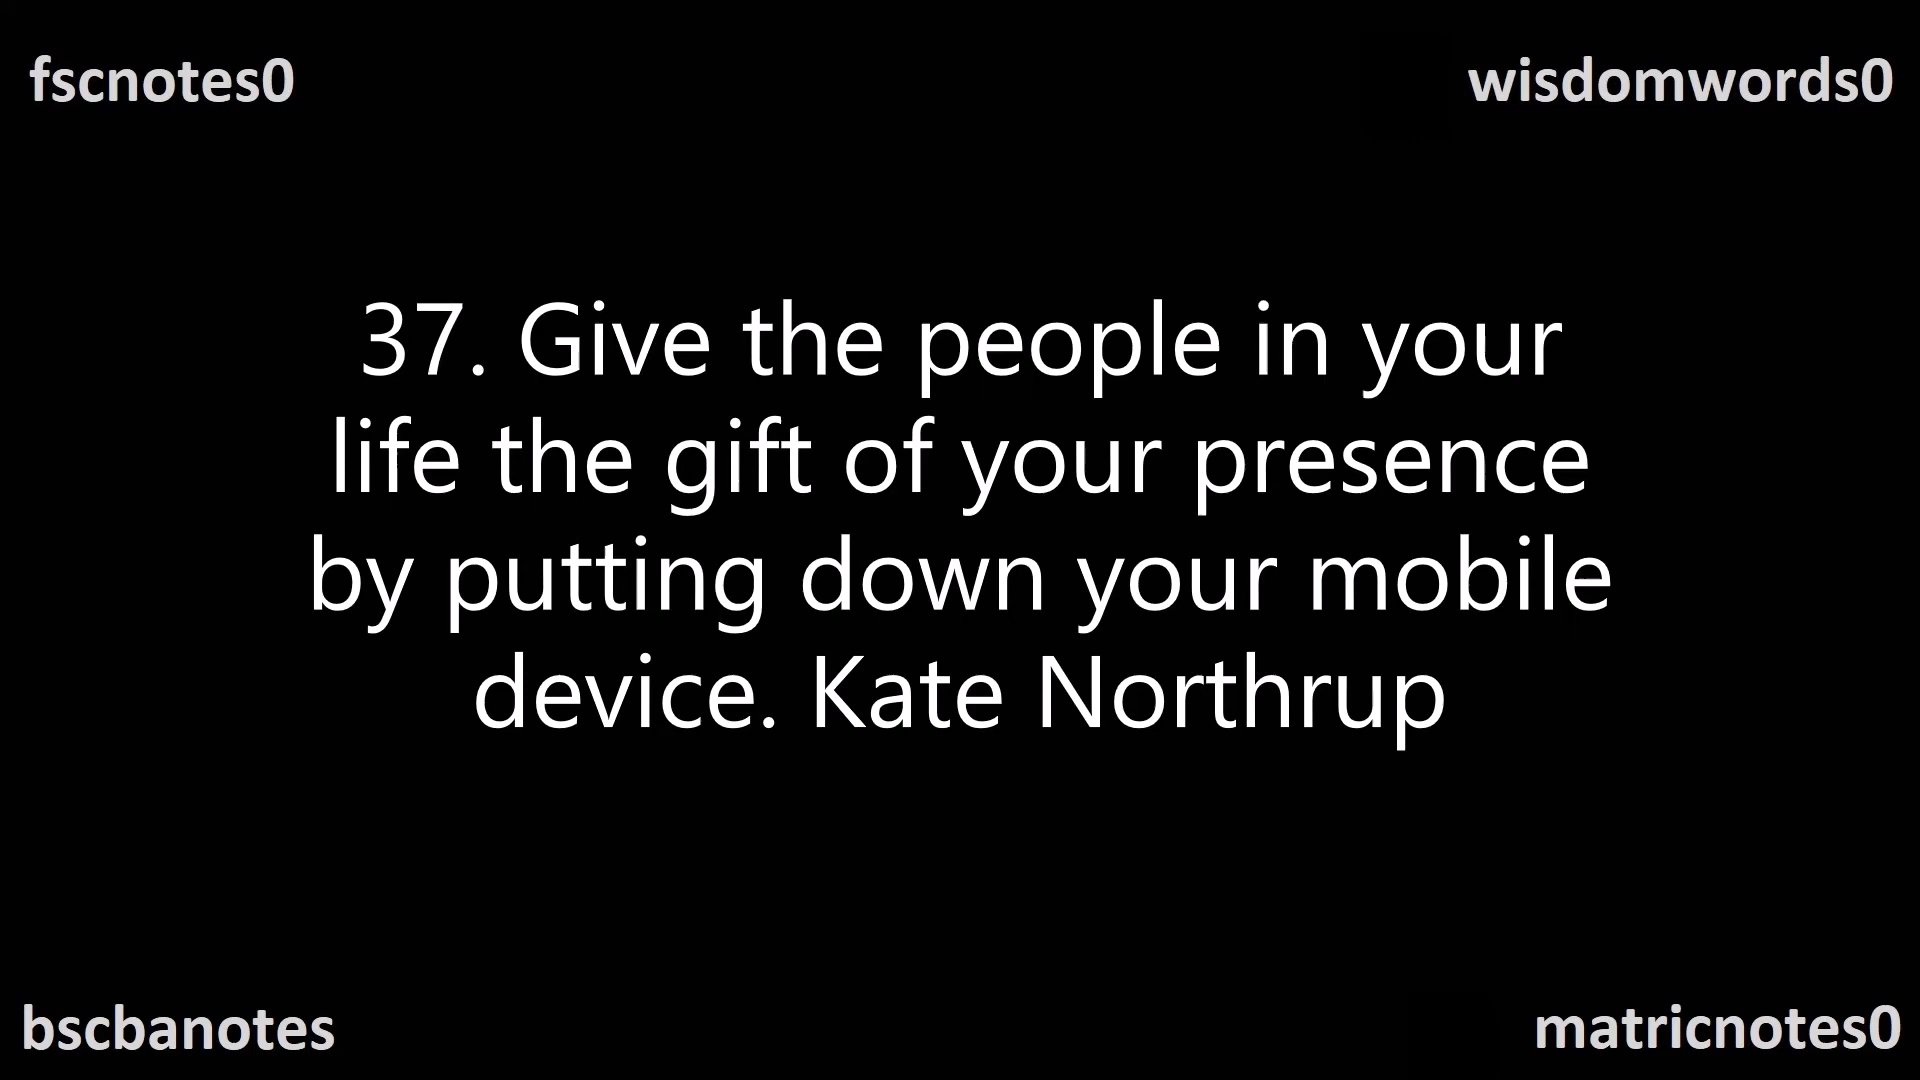 fscnotes0
wisdomwords0
37. Give the people in your
life the gift of your presence
by putting down your mobile
device. Kate Northrup
bscbanotes
matricnotes0